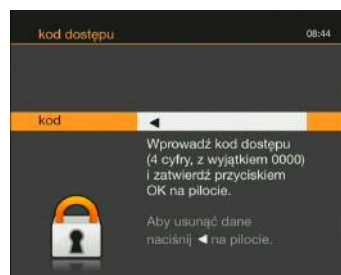 kod dostępu 08:44
kod ◄
Wprowadź kod dostępu
(4 cyfry, z wyjątkiem 0000)
i zatwierdź przyciskiem
OK na pilocie.
Aby usunąć dane
naciśnij ◄ na pilocie.